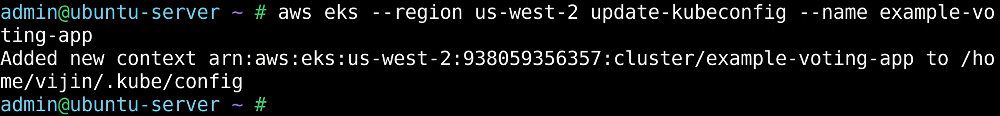 admin@ubuntu-server ~ # aws eks --region us-west-2 update-kubeconfig --name example-vo
ting-app
Added new context arn:aws:eks:us-west-2:938059356357:cluster/example-voting-app to /ho
me/vijin/.kube/config
admin@ubuntu-server ~ #